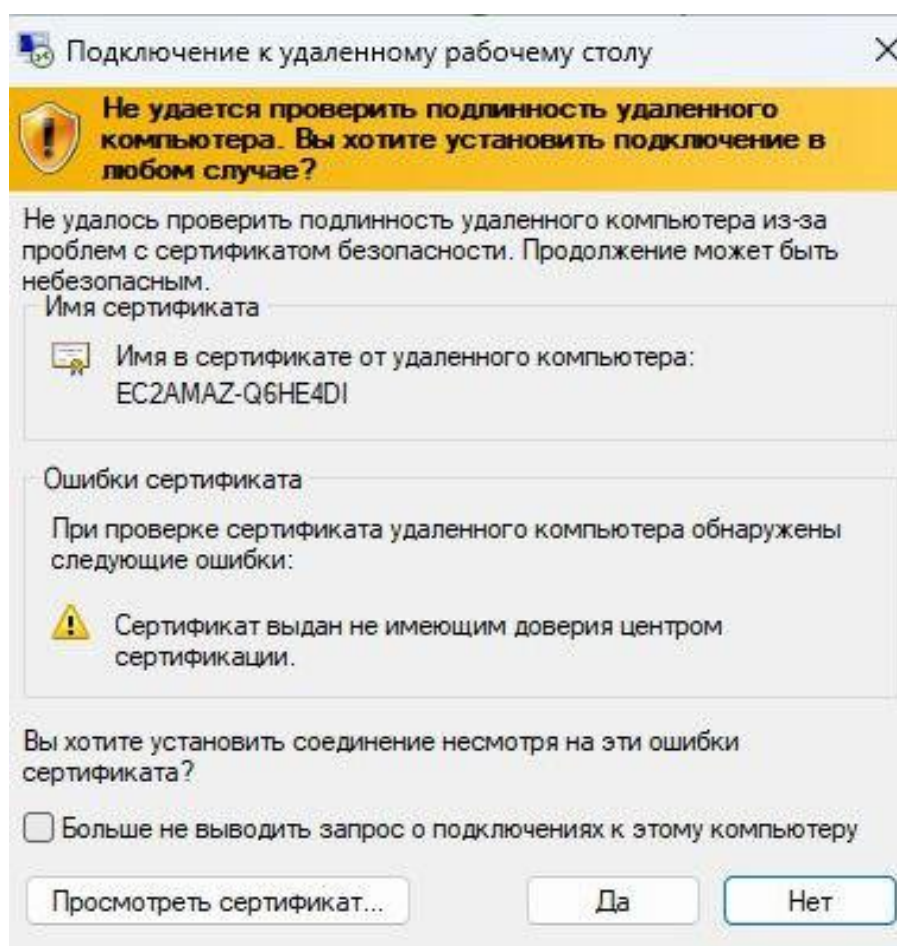 Подключение к удаленному рабочему столу
Не удается проверить подлинность удаленного
компьютера. Вы хотите установить подключение в
любом случае?
Не удалось проверить подлинность удаленного компьютера из-за
проблем с сертификатом безопасности. Продолжение может быть
небезопасным.
Имя сертификата
Имя в сертификате от удаленного компьютера:
EC2AMAZ-Q6HE4DI
Ошибки сертификата
При проверке сертификата удаленного компьютера обнаружены
следующие ошибки:
Сертификат выдан не имеющим доверия центром
сертификации.
Вы хотите установить соединение несмотря на эти ошибки
сертификата?
Больше не выводить запрос о подключениях к этому компьютеру
Просмотреть сертификат... Да Нет